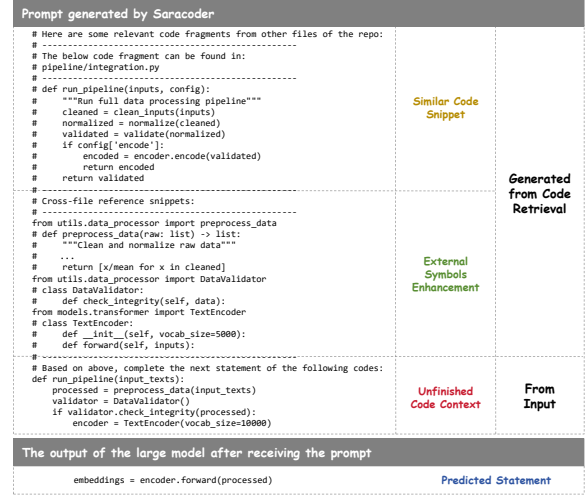 Prompt generated by Saracoder
# Here are some relevant code fragments from other files of the repo:
# --------------------------------------------------
# The below code fragment can be found in:
# pipeline/integration.py
# --------------------------------------------------
# def run_pipeline(inputs, config):
#     """Run full data processing pipeline"""
#     cleaned = clean_inputs(inputs)
#     normalized = normalize(cleaned)
#     validated = validate(normalized)
#     if config['encode']:
#         encoded = encoder.encode(validated)
#         return encoded
#     return validated
# --------------------------------------------------
Similar Code
Snippet
# Cross-file reference snippets:
# --------------------------------------------------
from utils.data_processor import preprocess_data
# def preprocess_data(raw: list) -> list:
#     """Clean and normalize raw data"""
#     ...
#     return [x/mean for x in cleaned]
from utils.data_processor import DataValidator
# class DataValidator:
#     def check_integrity(self, data):
from models.transformer import TextEncoder
# class TextEncoder:
#     def __init__(self, vocab_size=5000):
#     def forward(self, inputs):
# --------------------------------------------------
External
Symbols
Enhancement
Generated
from Code
Retrieval
# Based on above, complete the next statement of the following codes:
def run_pipeline(input_texts):
    processed = preprocess_data(input_texts)
    validator = DataValidator()
    if validator.check_integrity(processed):
        encoder = TextEncoder(vocab_size=10000)
Unfinished
Code Context
From
Input
The output of the large model after receiving the prompt
embeddings = encoder.forward(processed)
Predicted Statement